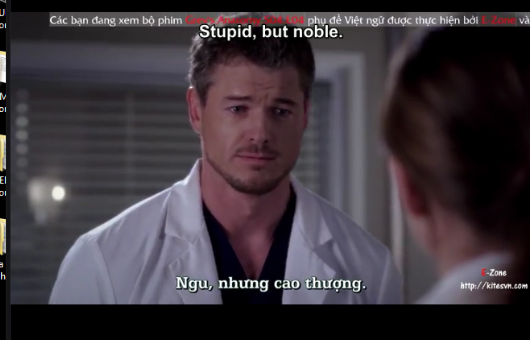 Các bạn đang xem bộ phim Grey's Anatomy S04E04 phụ đề Việt ngữ được thực hiện bởi E-Zone và
Stupid, but noble.
Ngu, nhưng cao thượng.
E-Zone
http://kitesvn.com